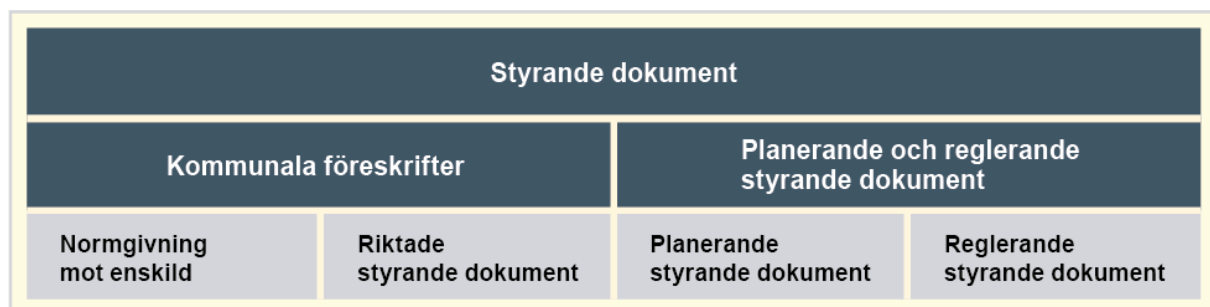 Styrande dokument
Kommunala föreskrifter
Planerande och reglerande
styrande dokument
Normgivning
mot enskild
Riktade
styrande dokument
Planerande
styrande dokument
Reglerande
styrande dokument